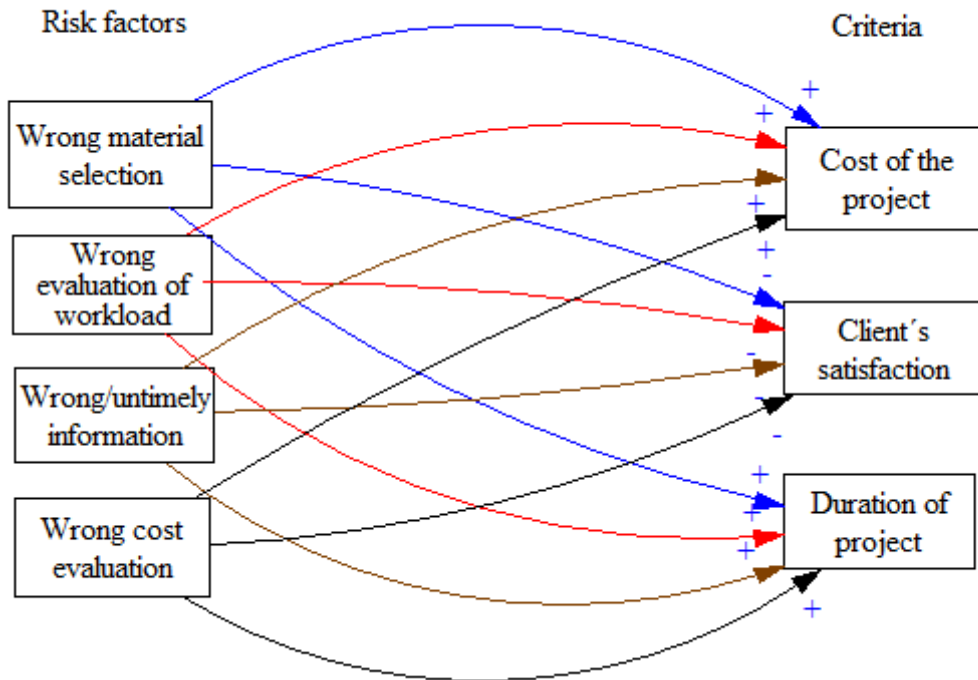 Risk factors
Criteria
Wrong material
selection
Wrong
evaluation of
workload
Wrong/untimely
information
Wrong cost
evaluation
+
+
Cost of the
project
+
+
-
Client´s
satisfaction
-
-
-
+
+
+
Duration of
project
+